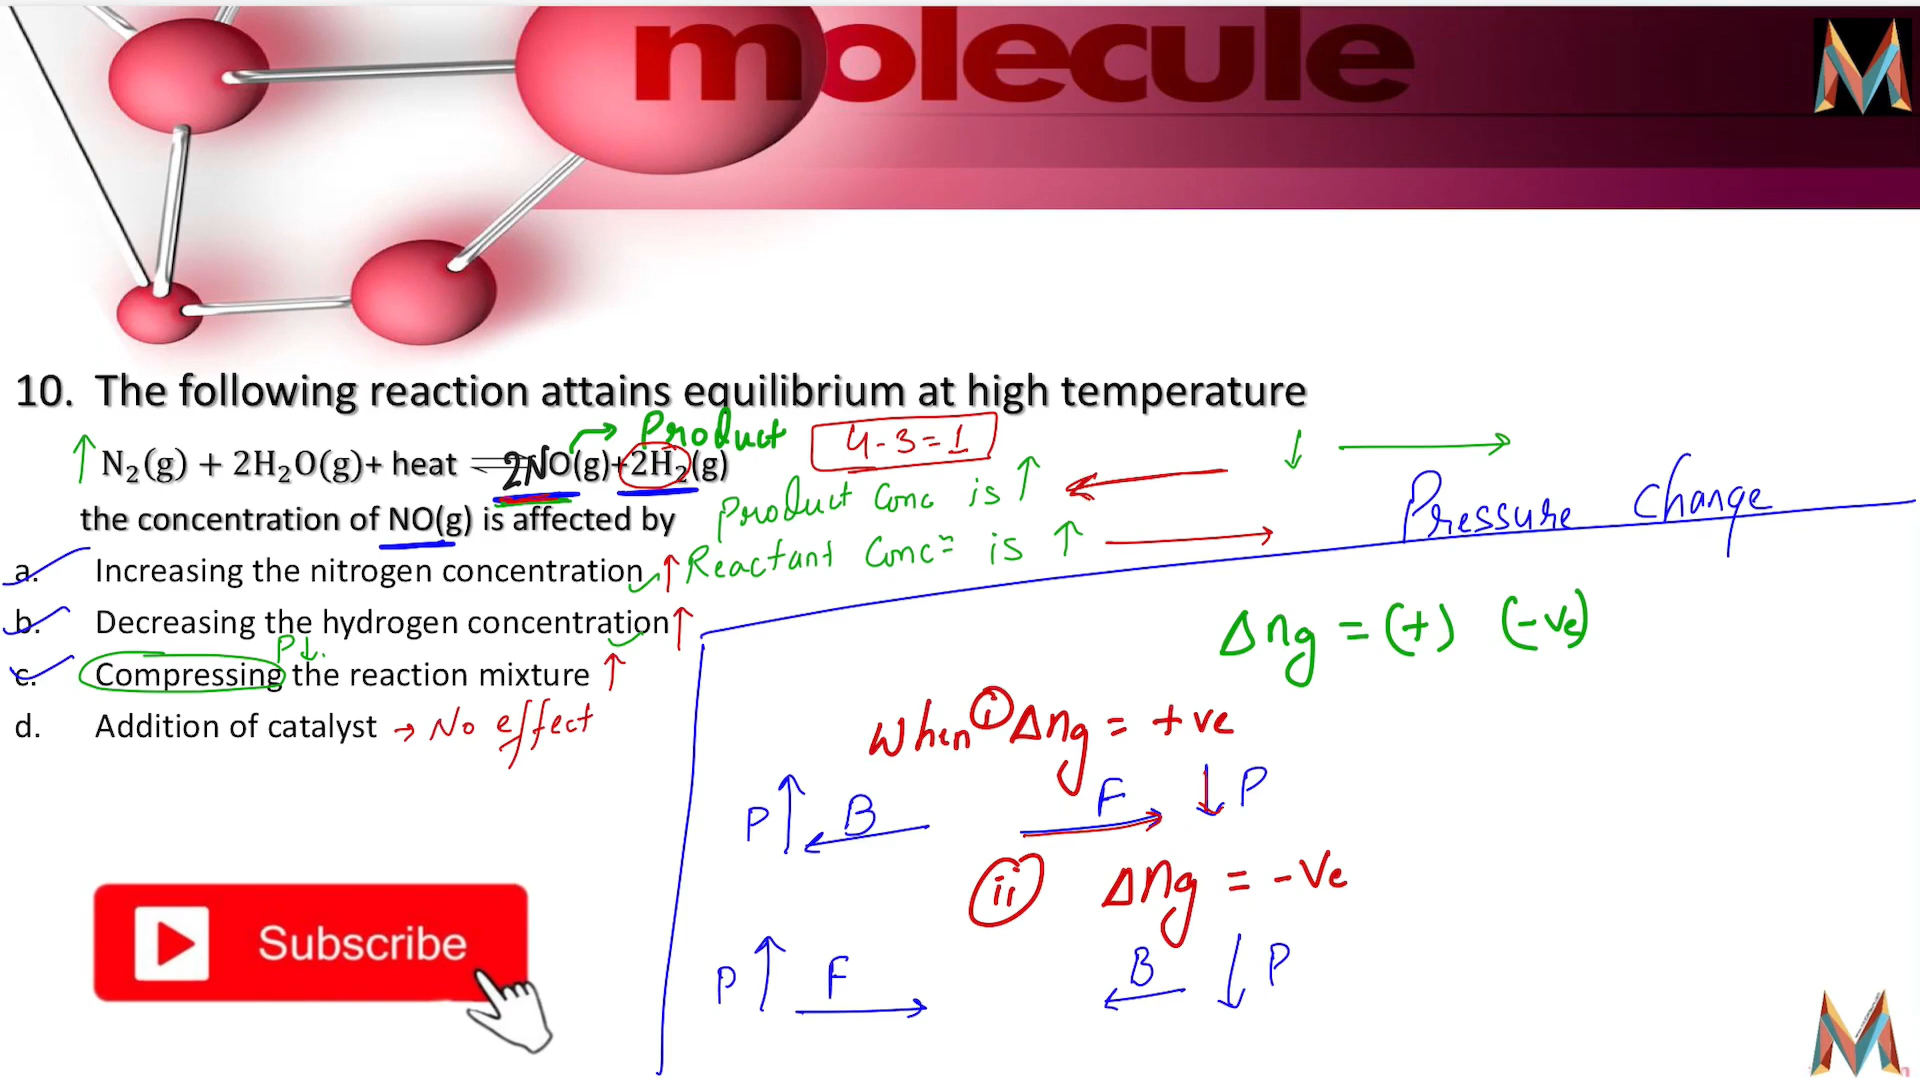 molecule
10. The following reaction attains equilibrium at high temperature
Product 4-3=1 ↓ →
↑ N₂(g) + 2H₂O(g)+ heat ⇌ 2NO(g)+2H₂(g)
Product Conc is ↑ ←
Pressure Change
the concentration of NO(g) is affected by
Reactant Conc= is ↑ →
a. Increasing the nitrogen concentration ↑
b. Decreasing the hydrogen concentration ↑
P↓.
c. Compressing the reaction mixture ↑
d. Addition of catalyst → No effect
Δng = (+) (-ve)
When i Δng = +ve
P ↑ B ← F → ↓ P
ii Δng = -ve
P ↑ F → B ← ↓ P
Subscribe